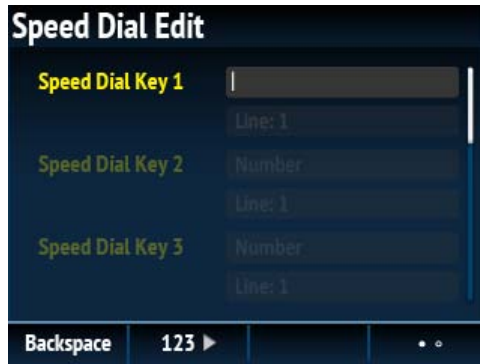 Speed Dial Edit
Speed Dial Key 1
Line: 1
Speed Dial Key 2 Number
Line: 1
Speed Dial Key 3 Number
Line: 1
Backspace 123